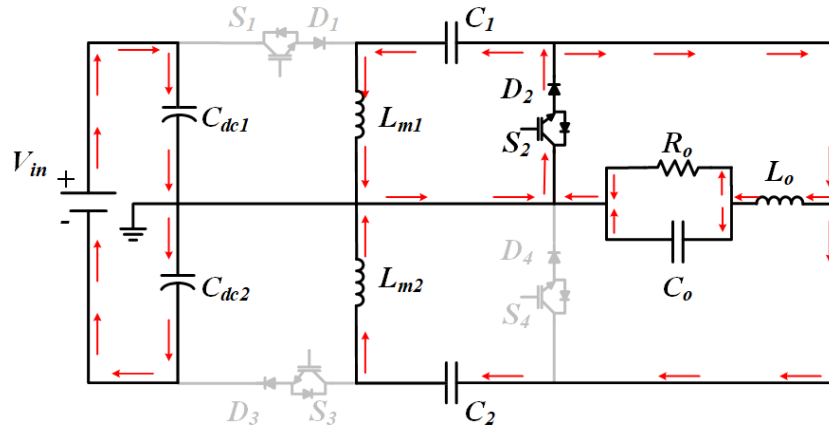 S1 D1 C1
Cdc1 Lm1 D2
S2
Vin + Ro Lo
-
Cdc2 Lm2 D4
S4 Co
D3 S3 C2